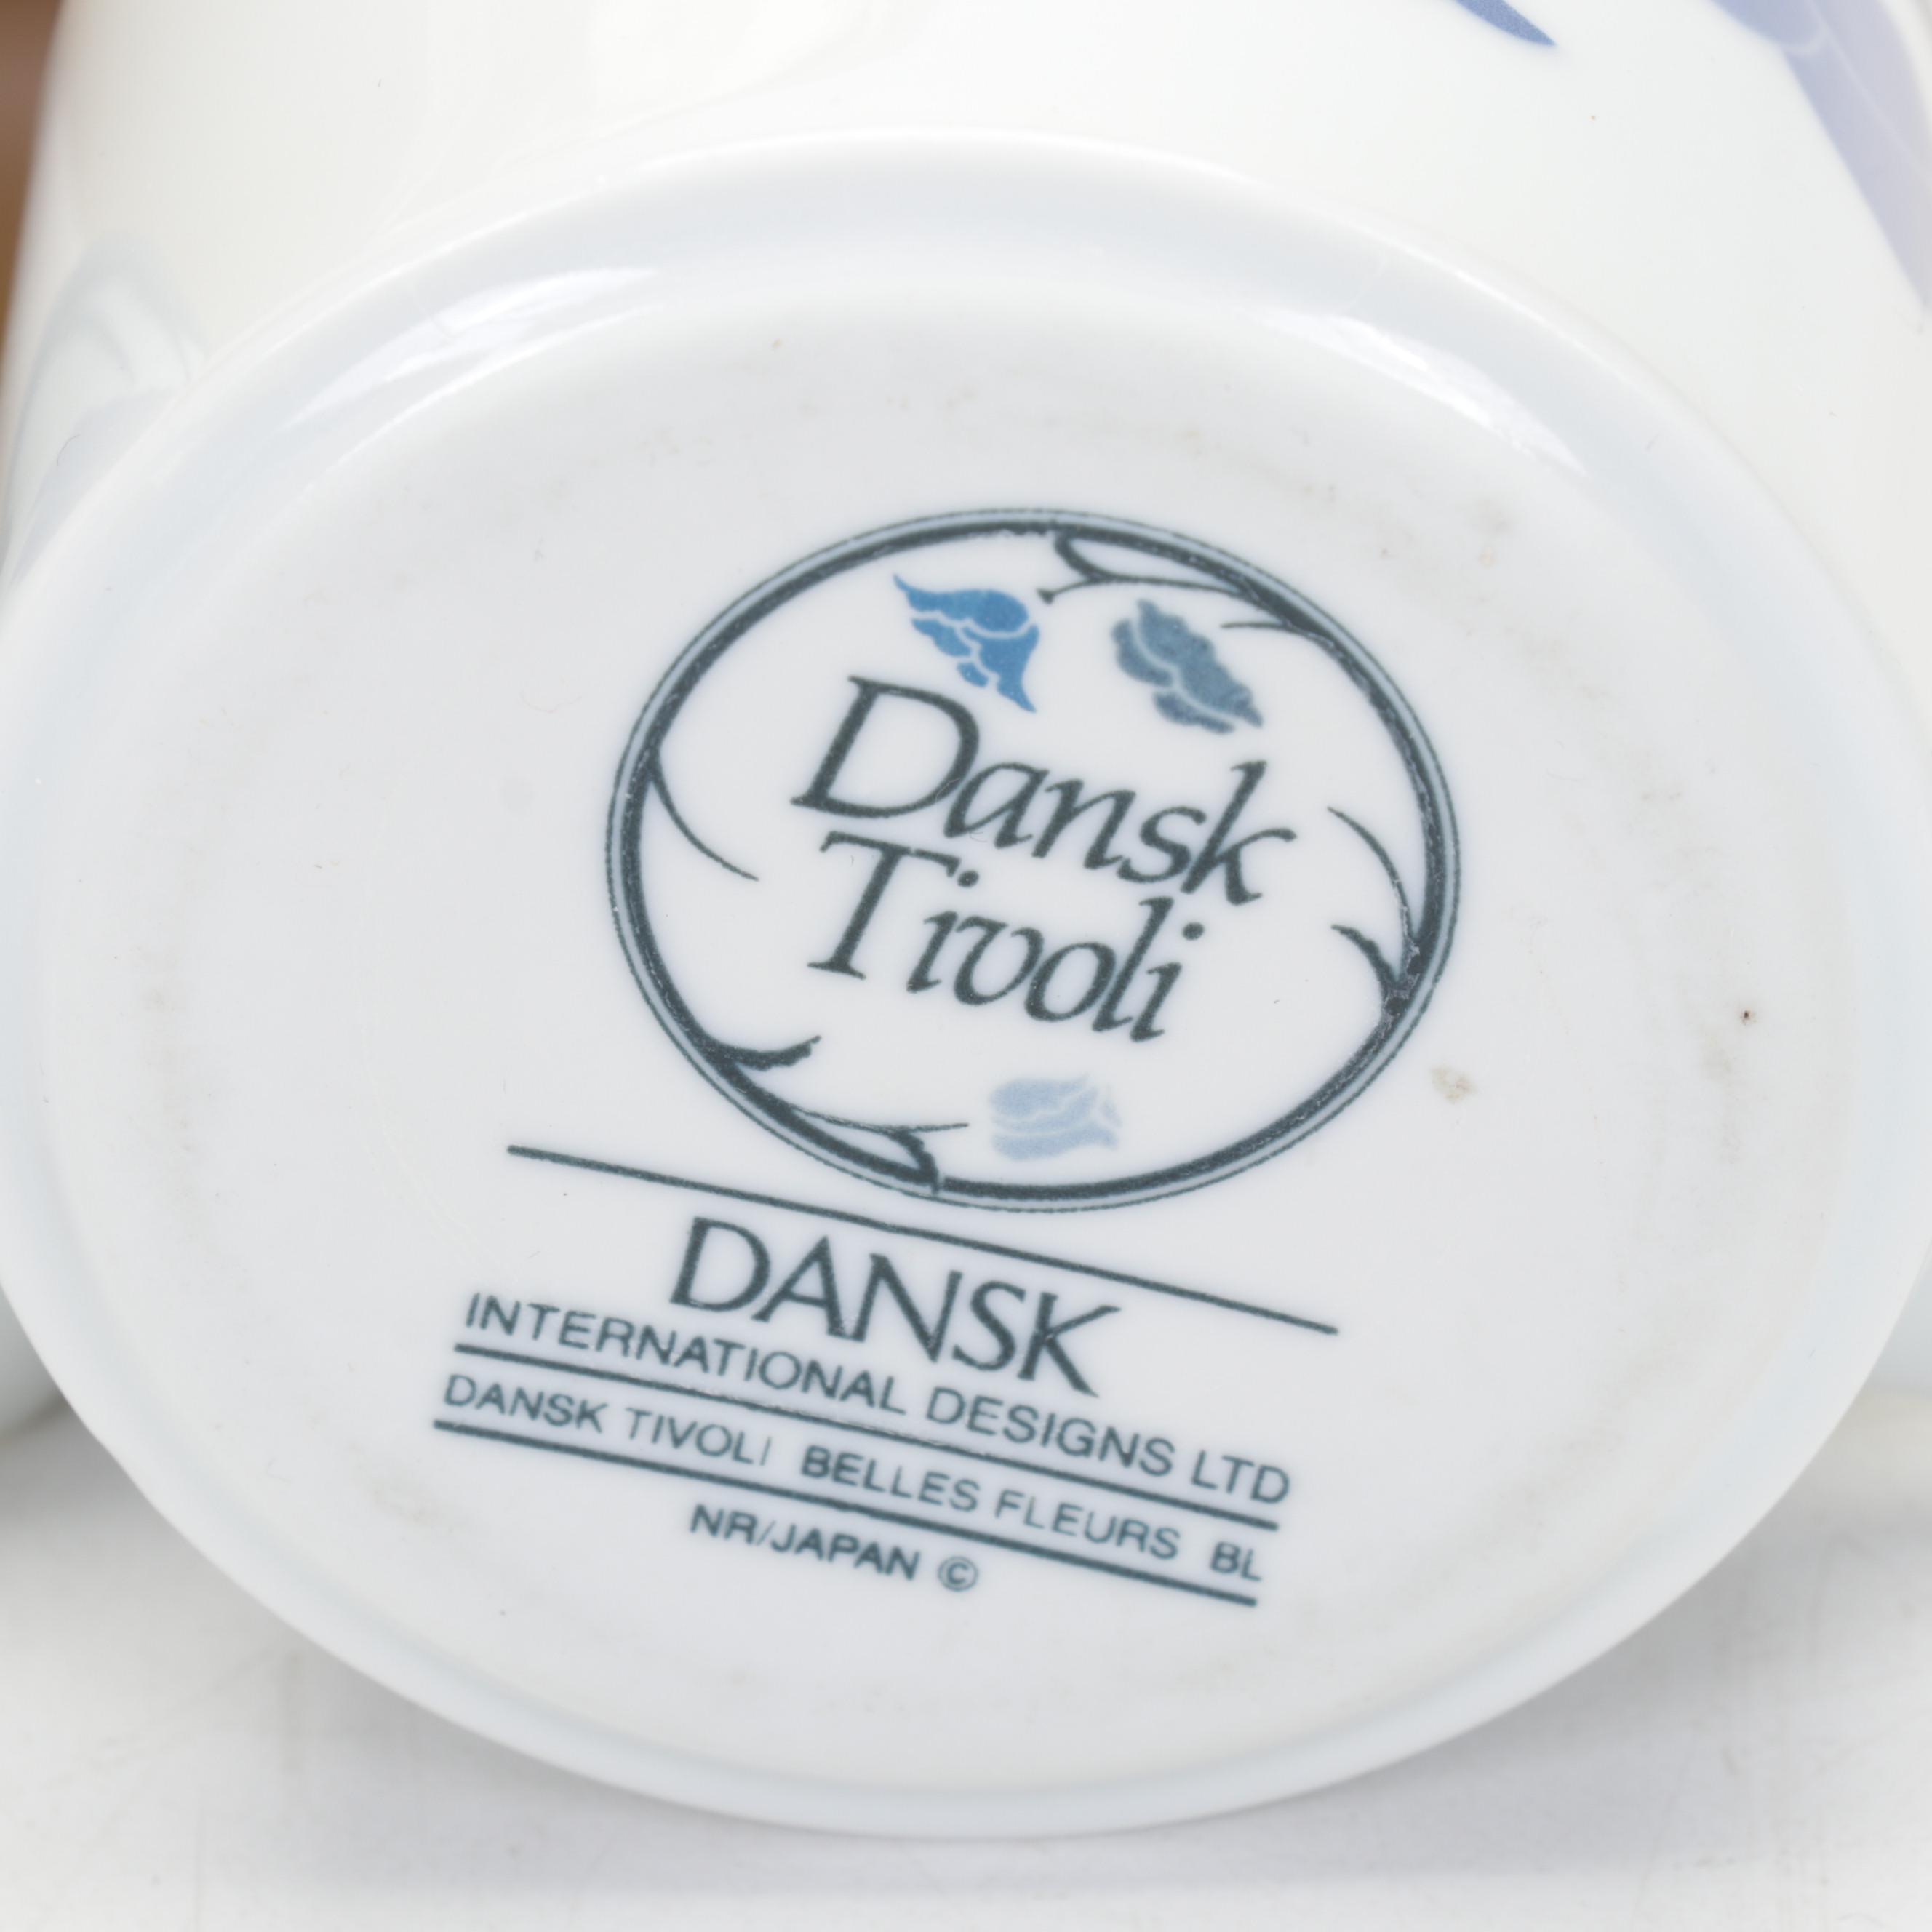 Dansk
Tivoli
DANSK
INTERNATIONAL DESIGNS LTD
DANSK TIVOLI BELLES FLEURS BL
NR/JAPAN ©